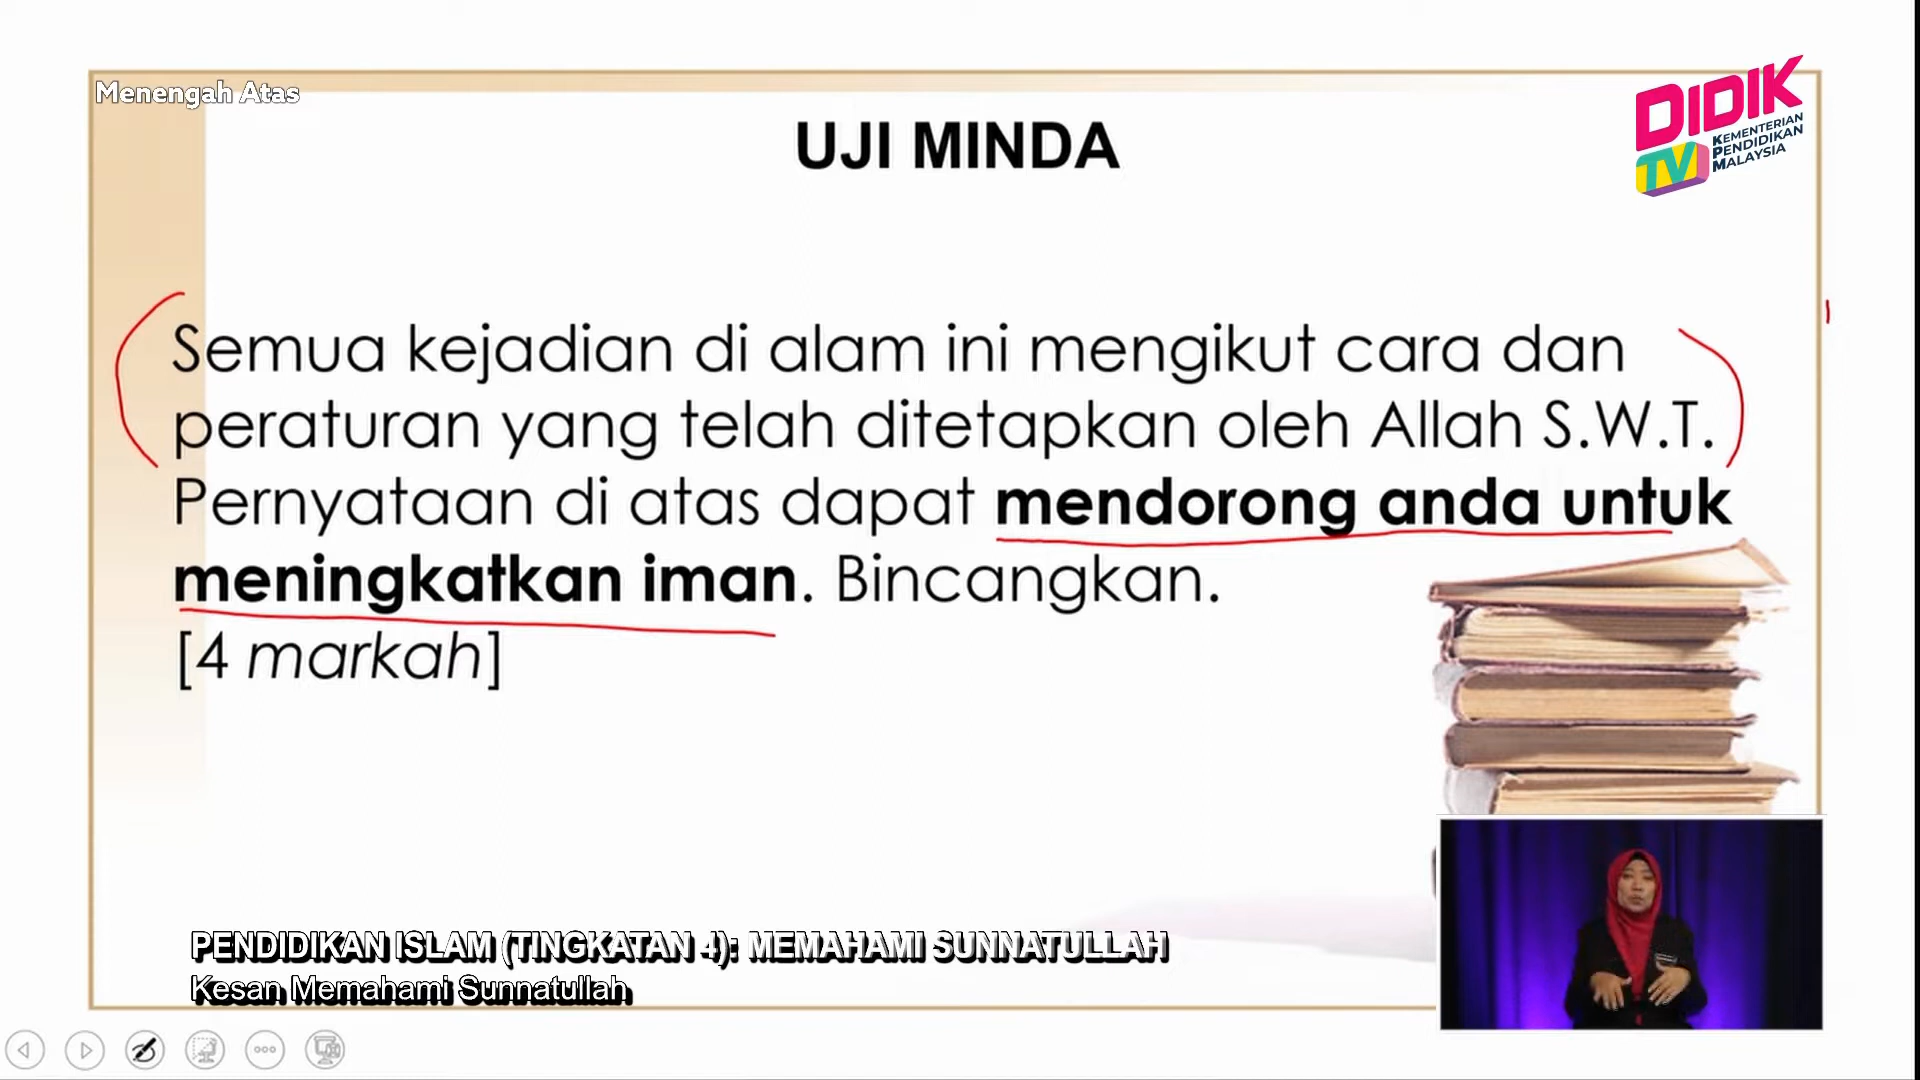 Menengah Atas
DIDIK
TV
KEMENTERIAN
PENDIDIKAN
MALAYSIA
UJI MINDA
Semua kejadian di alam ini mengikut cara dan
peraturan yang telah ditetapkan oleh Allah S.W.T.
Pernyataan di atas dapat mendorong anda untuk
meningkatkan iman. Bincangkan.
[4 markah]
PENDIDIKAN ISLAM (TINGKATAN 4): MEMAHAMI SUNNATULLAH
Kesan Memahami Sunnatullah